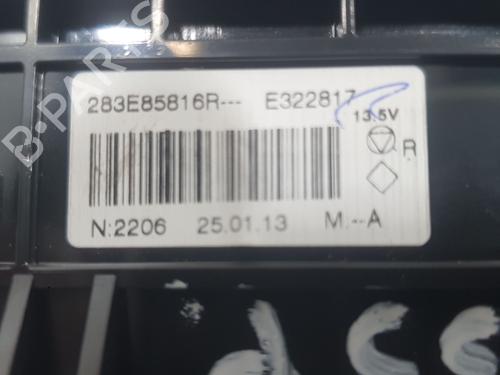 B-PARTS
283E85816R--- E322817
13.5V
R
N:2206 25.01.13 M.--A